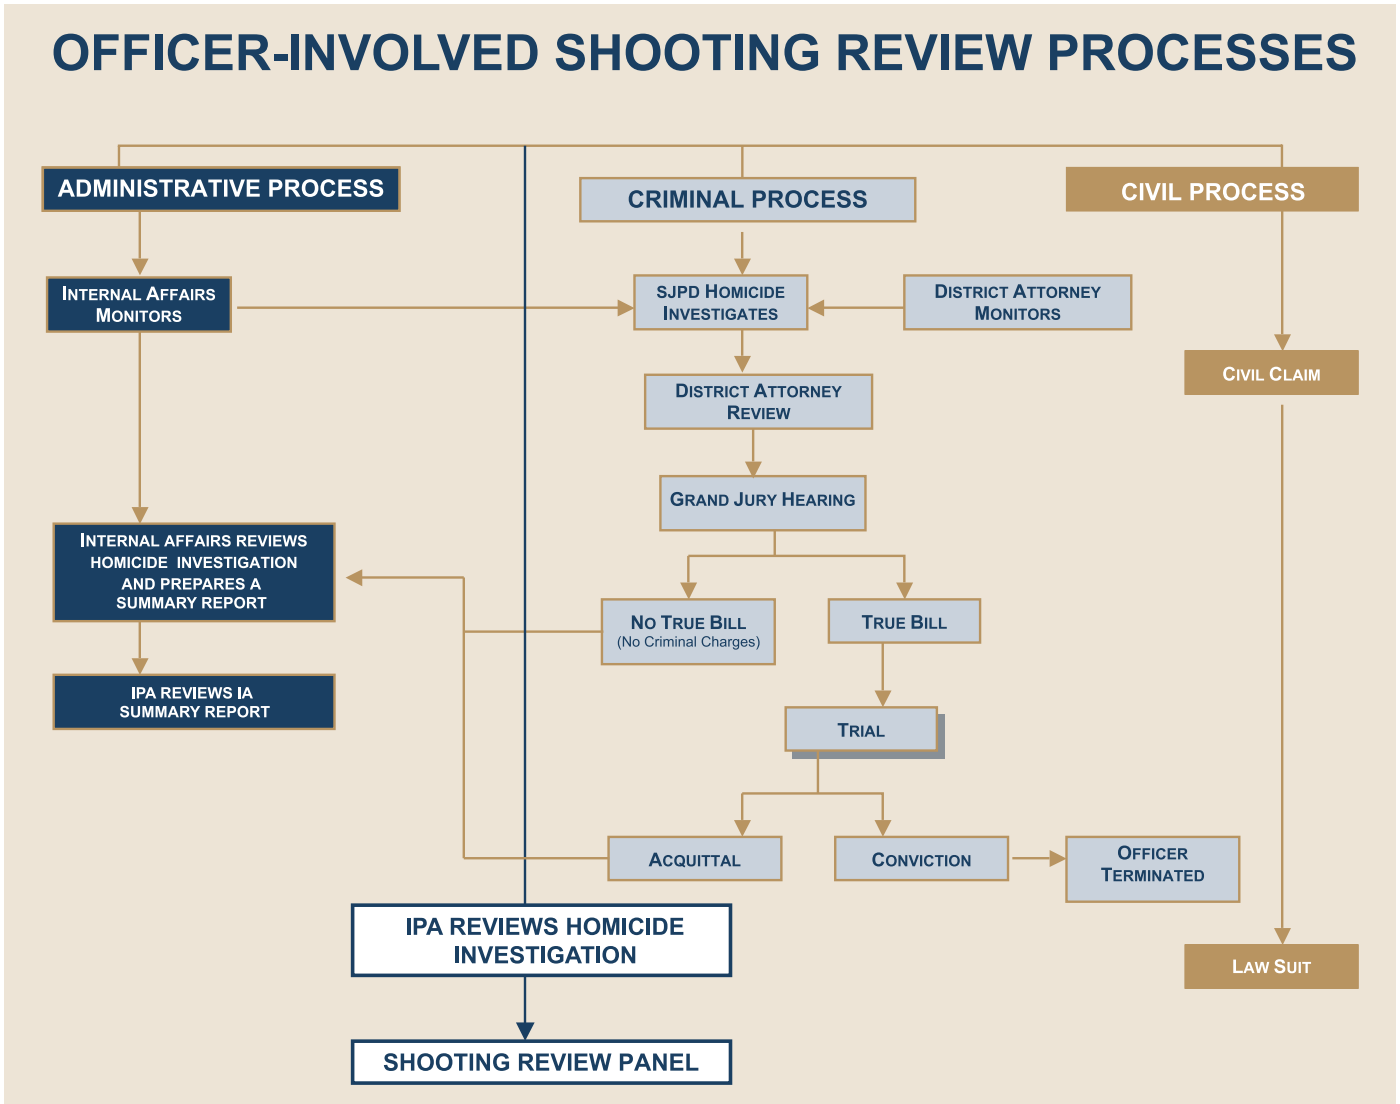 OFFICER-INVOLVED SHOOTING REVIEW PROCESSES
ADMINISTRATIVE PROCESS
CRIMINAL PROCESS
CIVIL PROCESS
INTERNAL AFFAIRS
MONITORS
SJPD HOMICIDE
INVESTIGATES
DISTRICT ATTORNEY
MONITORS
CIVIL CLAIM
DISTRICT ATTORNEY
REVIEW
GRAND JURY HEARING
INTERNAL AFFAIRS REVIEWS
HOMICIDE INVESTIGATION
AND PREPARES A
SUMMARY REPORT
NO TRUE BILL
(No Criminal Charges)
TRUE BILL
IPA REVIEWS IA
SUMMARY REPORT
TRIAL
ACQUITTAL
CONVICTION
OFFICER
TERMINATED
IPA REVIEWS HOMICIDE
INVESTIGATION
LAW SUIT
SHOOTING REVIEW PANEL